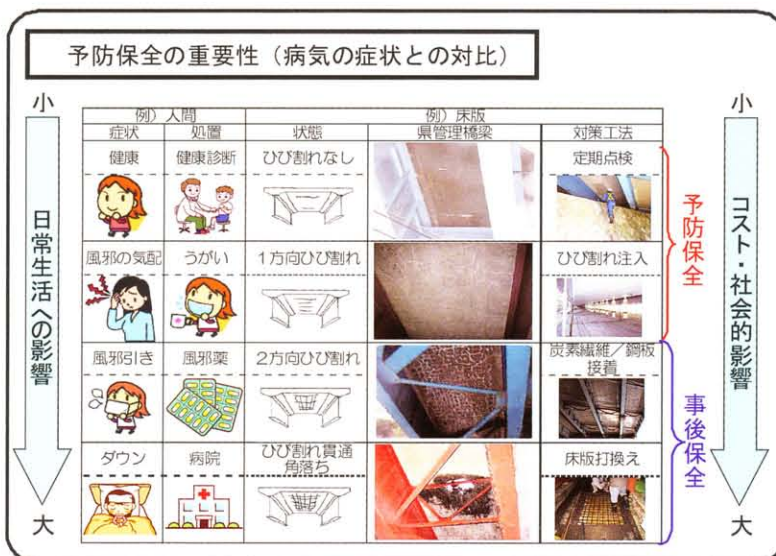 予防保全の重要性（病気の症状との対比）
小
小
例）人間 例）床版
症状 処置 状態 県管理橋梁 対策工法
健康 健康診断 ひび割れなし 定期点検
風邪の気配 うがい 1方向ひび割れ ひび割れ注入
風邪引き 風邪薬 2方向ひび割れ 炭素繊維／鋼板
接着
ダウン 病院 ひび割れ貫通
角落ち 床版打換え
日常生活への影響
予防保全
事後保全
コスト・社会的影響
大
大